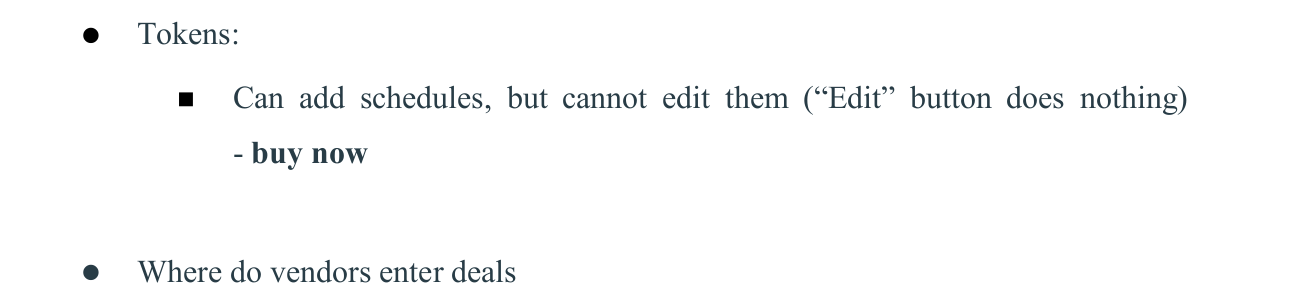 ● Tokens:
■ Can add schedules, but cannot edit them (“Edit” button does nothing)
- buy now
● Where do vendors enter deals